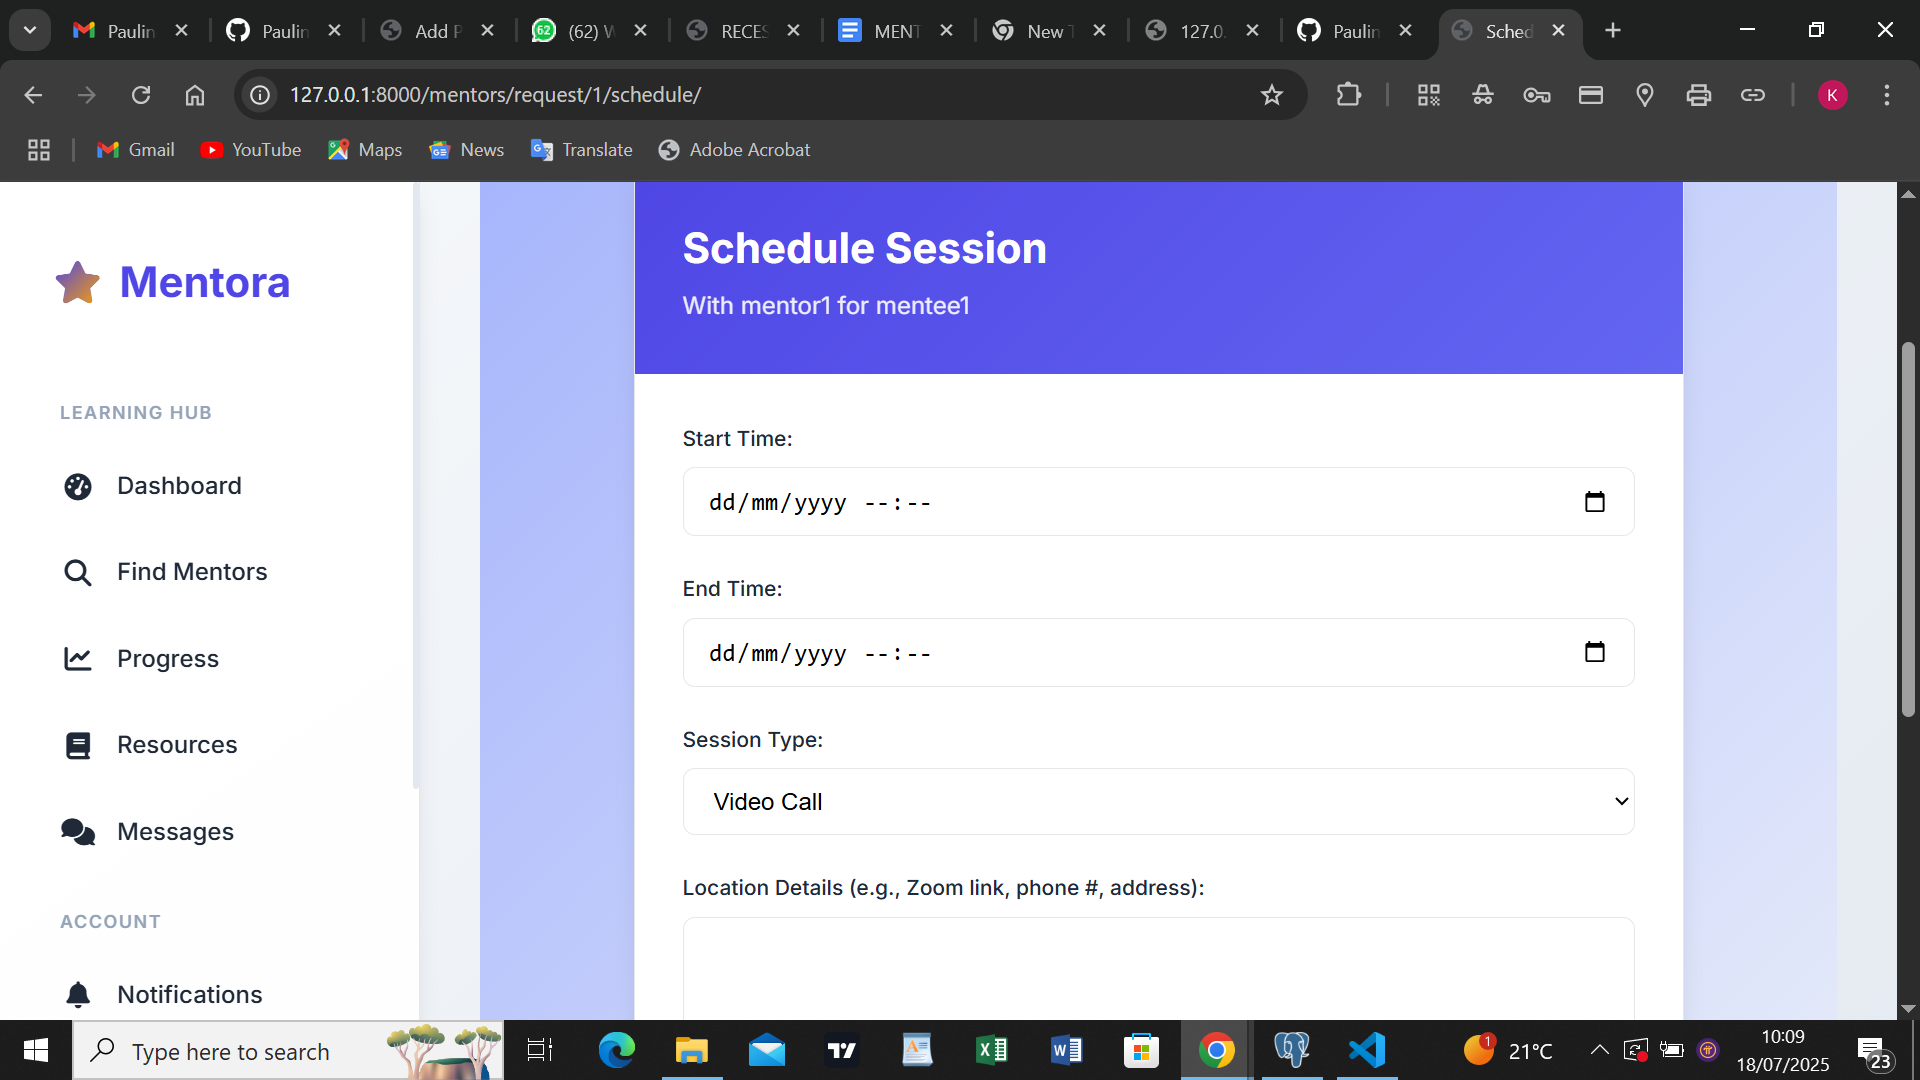 Paulin
Paulin
Add P
62
(62) W
RECES
MENT
New T
127.0.
Paulin
Sched
127.0.0.1:8000/mentors/request/1/schedule/
K
Gmail
YouTube
Maps
News
Translate
Adobe Acrobat
Mentora
LEARNING HUB
Dashboard
Find Mentors
Progress
Resources
Messages
ACCOUNT
Notifications
Schedule Session
With mentor1 for mentee1
Start Time:
dd/mm/yyyy --:--
End Time:
dd/mm/yyyy --:--
Session Type:
Video Call
Location Details (e.g., Zoom link, phone #, address):
Type here to search
1
21°C
10:09
18/07/2025
23